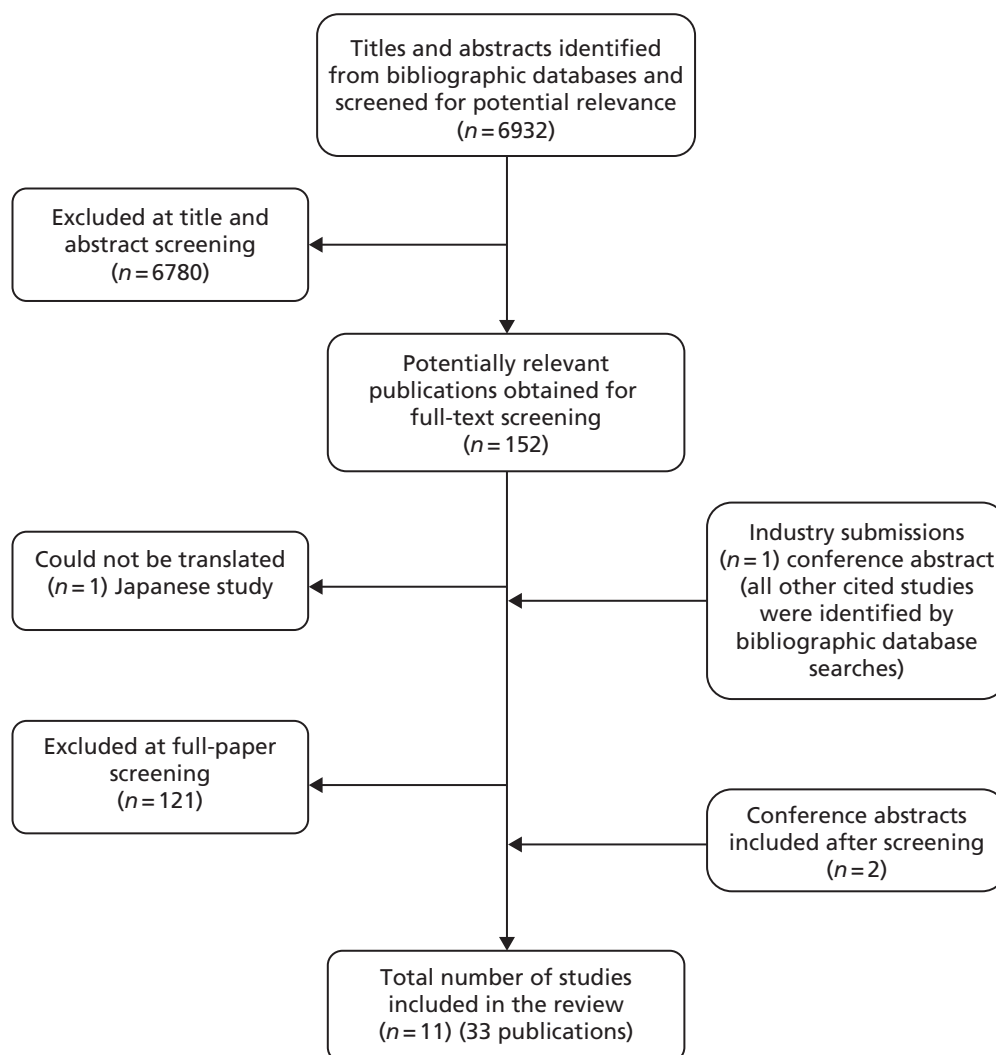 Titles and abstracts identified
from bibliographic databases and
screened for potential relevance
(n=6932)
Excluded at title and
abstract screening
(n=6780)
Potentially relevant
publications obtained for
full-text screening
(n=152)
Could not be translated
(n=1) Japanese study
Industry submissions
(n=1) conference abstract
(all other cited studies
were identified by
bibliographic database
searches)
Excluded at full-paper
screening
(n=121)
Conference abstracts
included after screening
(n=2)
Total number of studies
included in the review
(n=11) (33 publications)